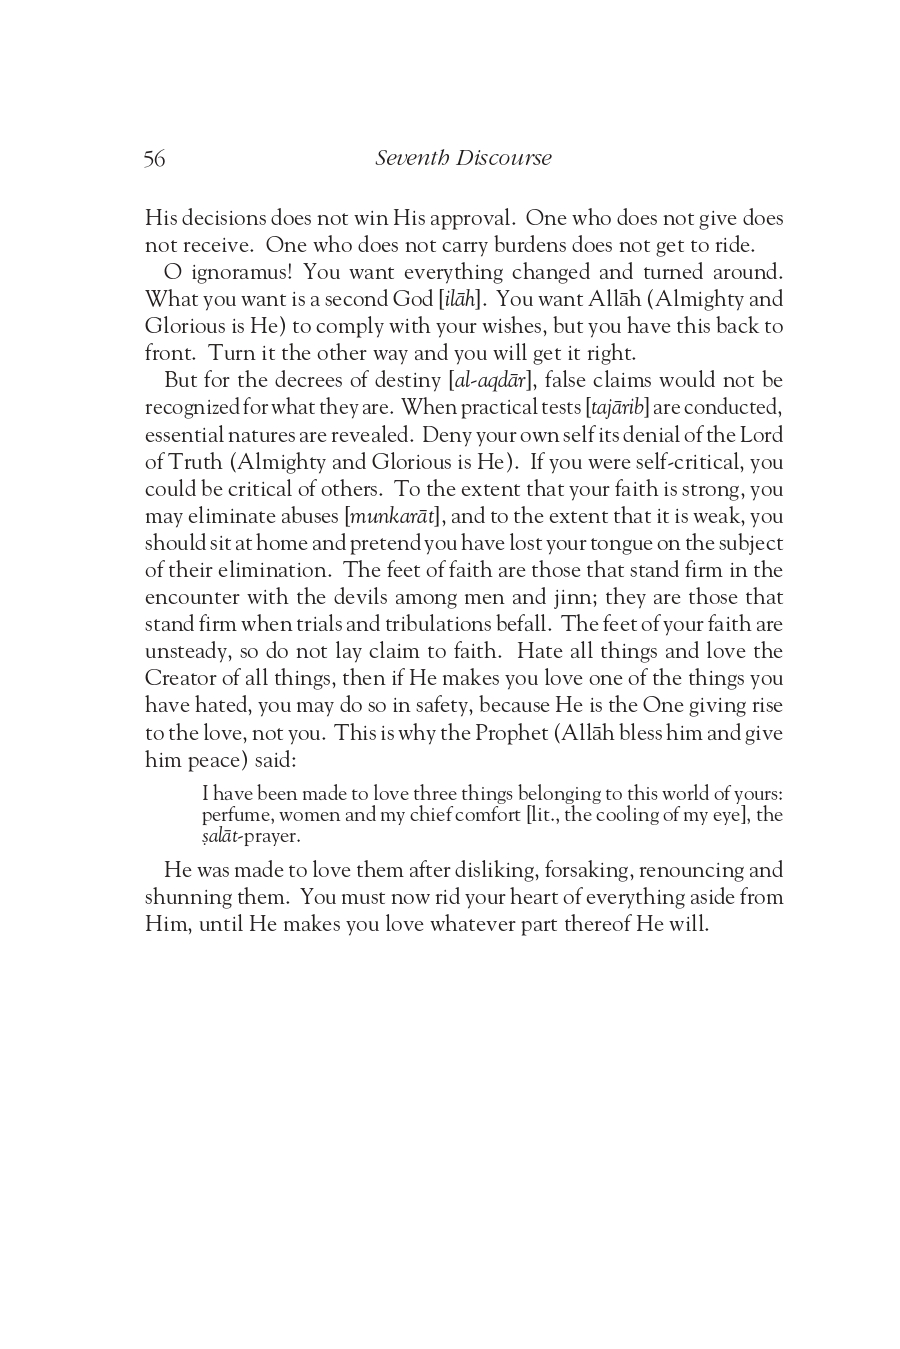 56
Seventh Discourse
His decisions does not win His approval. One who does not give does
not receive. One who does not carry burdens does not get to ride.
O ignoramus! You want everything changed and turned around.
What you want is a second God [ilāh]. You want Allāh (Almighty and
Glorious is He) to comply with your wishes, but you have this back to
front. Turn it the other way and you will get it right.
But for the decrees of destiny [al-aqdār], false claims would not be
recognized for what they are. When practical tests [tajārib] are conducted,
essential natures are revealed. Deny your own self its denial of the Lord
of Truth (Almighty and Glorious is He). If you were self-critical, you
could be critical of others. To the extent that your faith is strong, you
may eliminate abuses [munkarāt], and to the extent that it is weak, you
should sit at home and pretend you have lost your tongue on the subject
of their elimination. The feet of faith are those that stand firm in the
encounter with the devils among men and jinn; they are those that
stand firm when trials and tribulations befall. The feet of your faith are
unsteady, so do not lay claim to faith. Hate all things and love the
Creator of all things, then if He makes you love one of the things you
have hated, you may do so in safety, because He is the One giving rise
to the love, not you. This is why the Prophet (Allāh bless him and give
him peace) said:
I have been made to love three things belonging to this world of yours:
perfume, women and my chief comfort [lit., the cooling of my eye], the
ṣalāt-prayer.
He was made to love them after disliking, forsaking, renouncing and
shunning them. You must now rid your heart of everything aside from
Him, until He makes you love whatever part thereof He will.